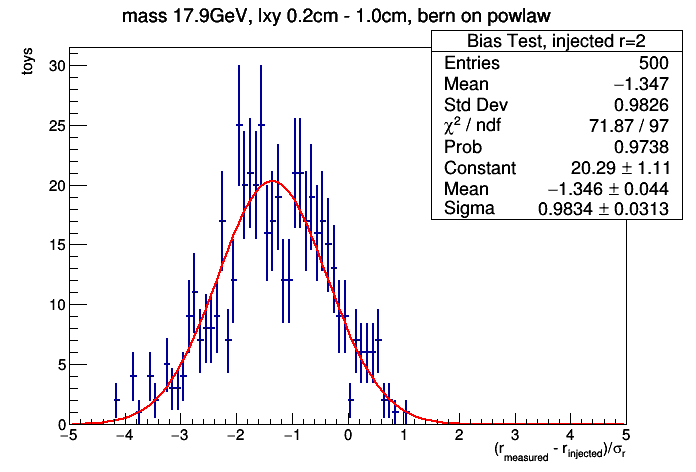 mass 17.9GeV, lxy 0.2cm - 1.0cm, bern on powlaw
Bias Test, injected r=2
Entries 500
Mean −1.347
Std Dev 0.9826
χ² / ndf 71.87 / 97
Prob 0.9738
Constant 20.29 ± 1.11
Mean −1.346 ± 0.044
Sigma 0.9834 ± 0.0313
toys
30
25
20
15
10
5
0
−5 −4 −3 −2 −1 0 1 2 3 4 5
(r_measured - r_injected)/σ_r